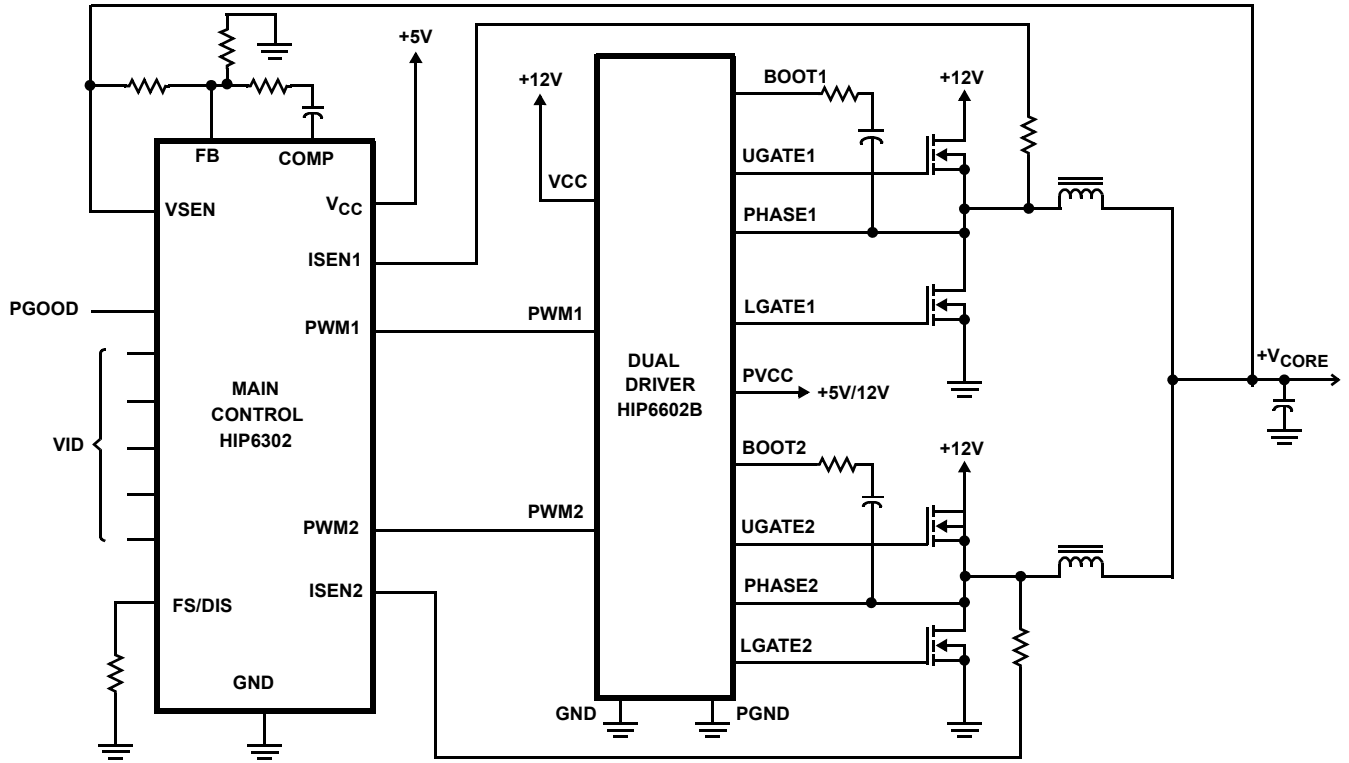 +5V
+12V
BOOT1
+12V
FB
COMP
UGATE1
VCC
VSEN
VCC
PHASE1
ISEN1
PGOOD
PWM1
PWM1
LGATE1
DUAL
DRIVER
HIP6602B
PVCC
+5V/12V
+VCORE
MAIN
CONTROL
HIP6302
VID
BOOT2
+12V
PWM2
PWM2
UGATE2
ISEN2
PHASE2
FS/DIS
LGATE2
GND
GND
PGND